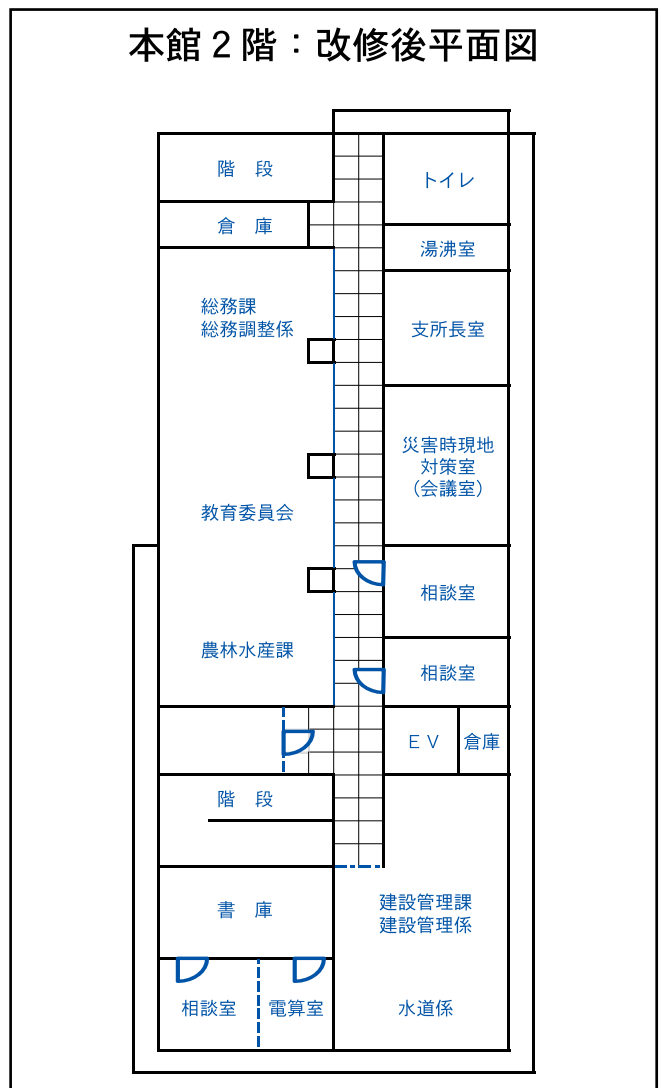 本館２階：改修後平面図
階　段
トイレ
倉　庫
湯沸室
総務課
総務調整係
支所長室
災害時現地
対策室
（会議室）
教育委員会
相談室
農林水産課
相談室
ＥＶ
倉庫
階　段
書　庫
建設管理課
建設管理係
相談室
電算室
水道係